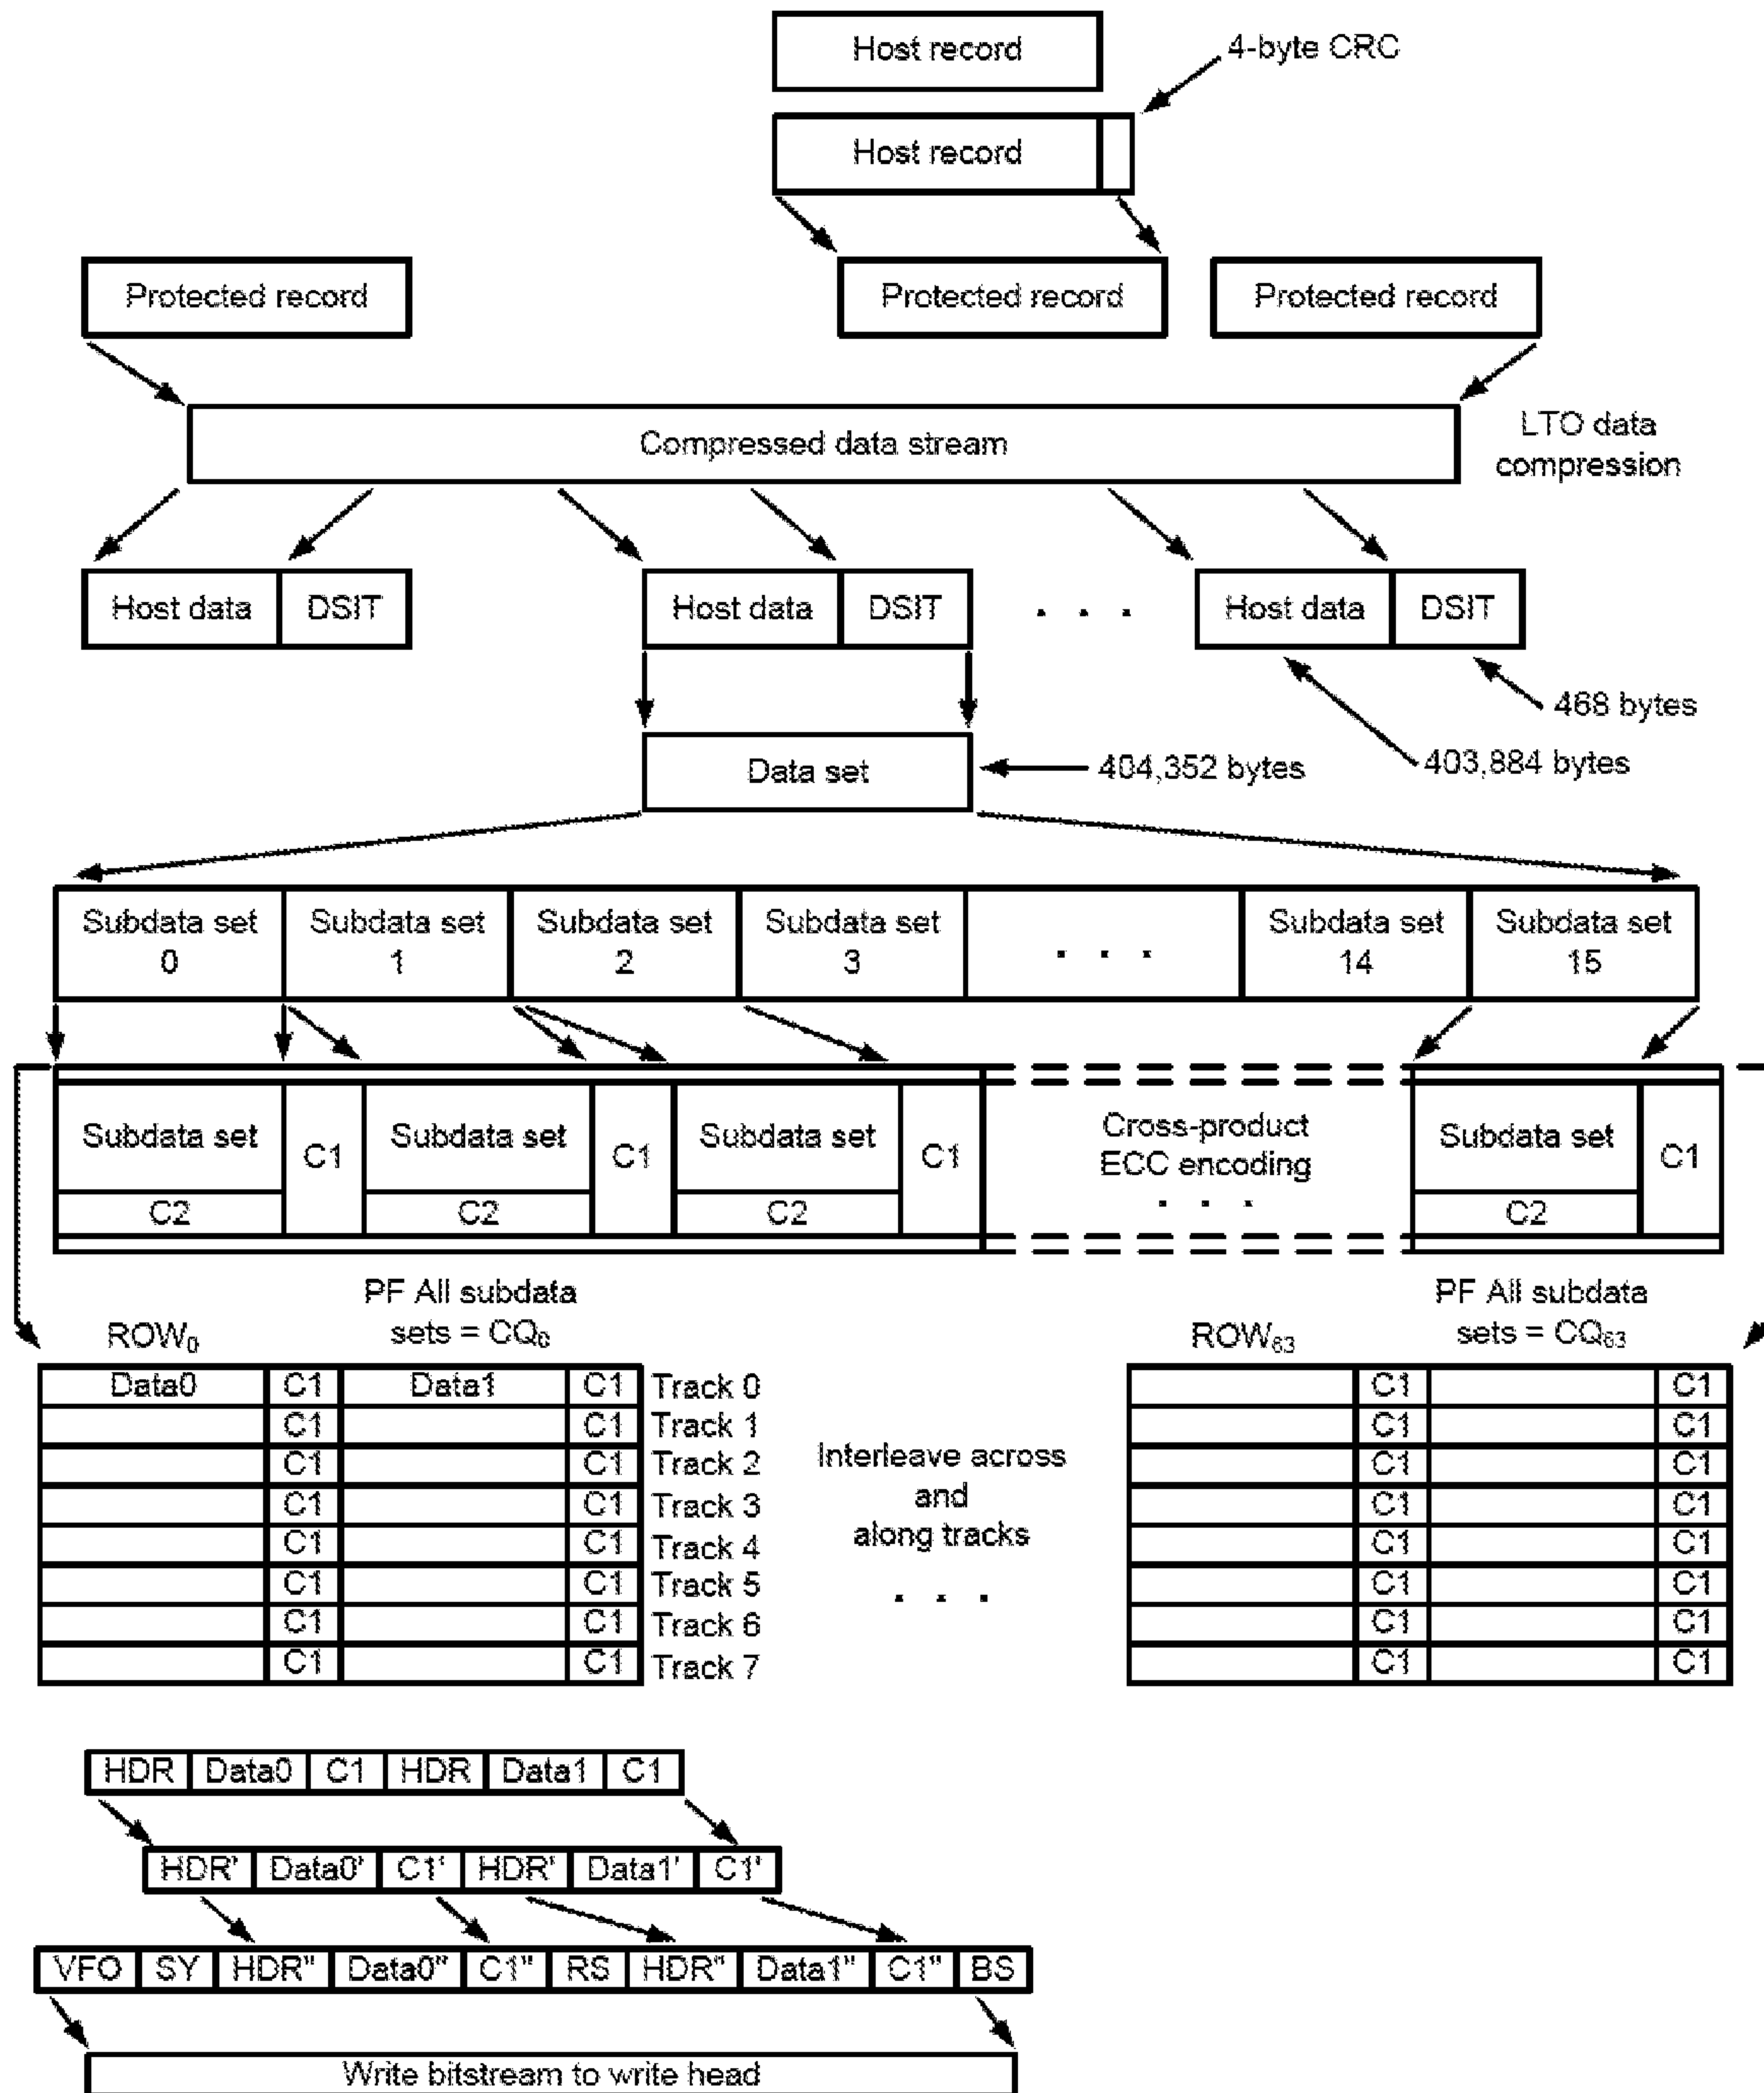 Host record
4-byte CRC
Host record
Protected record
Protected record
Protected record
Compressed data stream
LTO data
compression
Host data
DSIT
Host data
DSIT
. . .
Host data
DSIT
468 bytes
403,884 bytes
Data set
404,352 bytes
Subdata set
0
Subdata set
1
Subdata set
2
Subdata set
3
. . .
Subdata set
14
Subdata set
15
Subdata set
C2
C1
Subdata set
C2
C1
Subdata set
C2
C1
Cross-product
ECC encoding
. . .
Subdata set
C2
C1
ROW0
PF All subdata
sets = CQ0
ROW63
PF All subdata
sets = CQ63
Data0 C1 Data1 C1 Track 0
C1 C1 Track 1
C1 C1 Track 2
C1 C1 Track 3
C1 C1 Track 4
C1 C1 Track 5
C1 C1 Track 6
C1 C1 Track 7
Interleave across
and
along tracks
. . .
C1 C1
C1 C1
C1 C1
C1 C1
C1 C1
C1 C1
C1 C1
C1 C1
HDR Data0 C1 HDR Data1 C1
HDR' Data0' C1' HDR' Data1' C1'
VFO SY HDR" Data0" C1" RS HDR" Data1" C1" BS
Write bitstream to write head